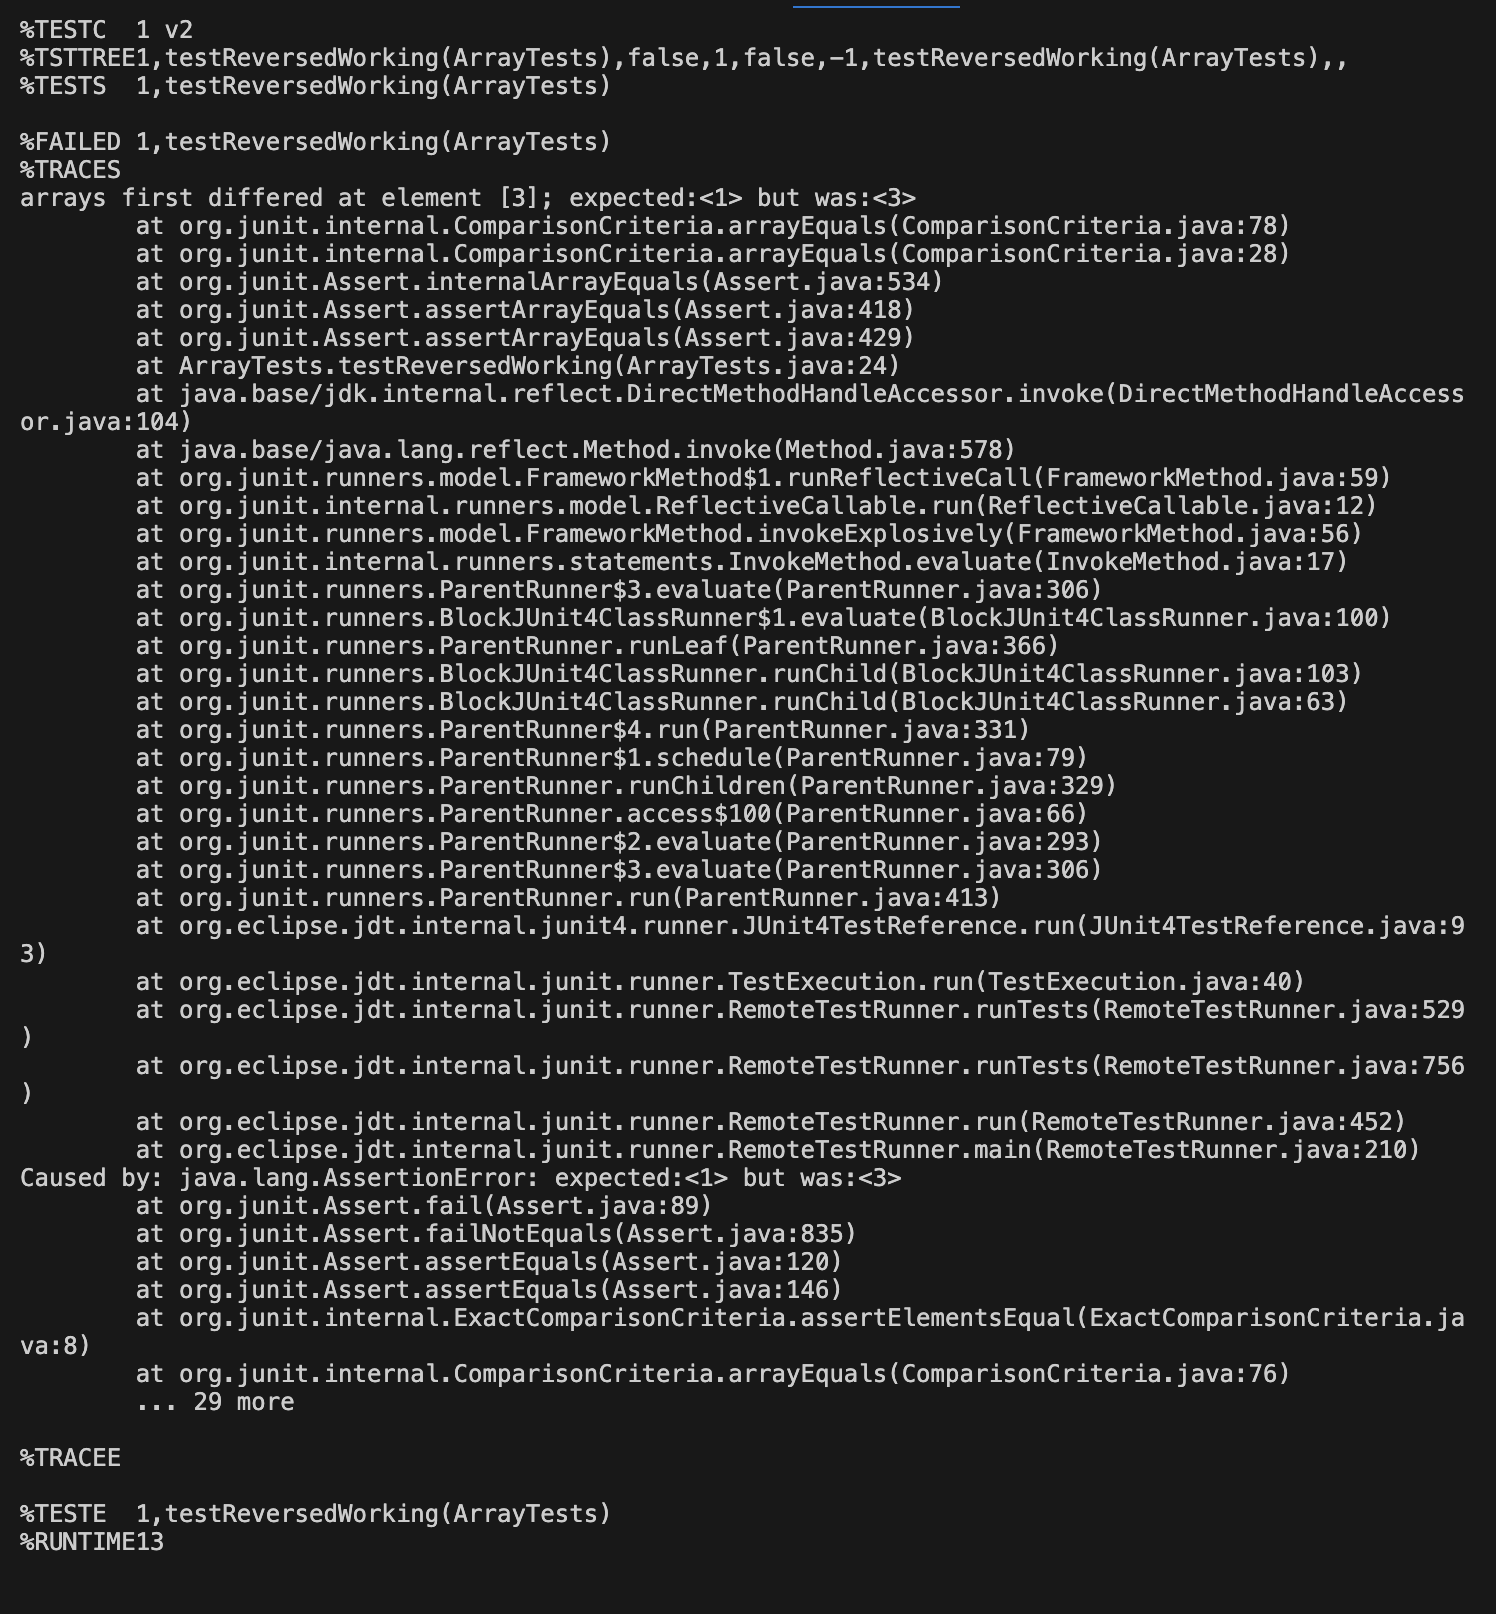 %TESTC  1 v2
%TSTTREE1,testReversedWorking(ArrayTests),false,1,false,-1,testReversedWorking(ArrayTests),,
%TESTS  1,testReversedWorking(ArrayTests)

%FAILED 1,testReversedWorking(ArrayTests)
%TRACES
arrays first differed at element [3]; expected:<1> but was:<3>
        at org.junit.internal.ComparisonCriteria.arrayEquals(ComparisonCriteria.java:78)
        at org.junit.internal.ComparisonCriteria.arrayEquals(ComparisonCriteria.java:28)
        at org.junit.Assert.internalArrayEquals(Assert.java:534)
        at org.junit.Assert.assertArrayEquals(Assert.java:418)
        at org.junit.Assert.assertArrayEquals(Assert.java:429)
        at ArrayTests.testReversedWorking(ArrayTests.java:24)
        at java.base/jdk.internal.reflect.DirectMethodHandleAccessor.invoke(DirectMethodHandleAccess
or.java:104)
        at java.base/java.lang.reflect.Method.invoke(Method.java:578)
        at org.junit.runners.model.FrameworkMethod$1.runReflectiveCall(FrameworkMethod.java:59)
        at org.junit.internal.runners.model.ReflectiveCallable.run(ReflectiveCallable.java:12)
        at org.junit.runners.model.FrameworkMethod.invokeExplosively(FrameworkMethod.java:56)
        at org.junit.internal.runners.statements.InvokeMethod.evaluate(InvokeMethod.java:17)
        at org.junit.runners.ParentRunner$3.evaluate(ParentRunner.java:306)
        at org.junit.runners.BlockJUnit4ClassRunner$1.evaluate(BlockJUnit4ClassRunner.java:100)
        at org.junit.runners.ParentRunner.runLeaf(ParentRunner.java:366)
        at org.junit.runners.BlockJUnit4ClassRunner.runChild(BlockJUnit4ClassRunner.java:103)
        at org.junit.runners.BlockJUnit4ClassRunner.runChild(BlockJUnit4ClassRunner.java:63)
        at org.junit.runners.ParentRunner$4.run(ParentRunner.java:331)
        at org.junit.runners.ParentRunner$1.schedule(ParentRunner.java:79)
        at org.junit.runners.ParentRunner.runChildren(ParentRunner.java:329)
        at org.junit.runners.ParentRunner.access$100(ParentRunner.java:66)
        at org.junit.runners.ParentRunner$2.evaluate(ParentRunner.java:293)
        at org.junit.runners.ParentRunner$3.evaluate(ParentRunner.java:306)
        at org.junit.runners.ParentRunner.run(ParentRunner.java:413)
        at org.eclipse.jdt.internal.junit4.runner.JUnit4TestReference.run(JUnit4TestReference.java:9
3)
        at org.eclipse.jdt.internal.junit.runner.TestExecution.run(TestExecution.java:40)
        at org.eclipse.jdt.internal.junit.runner.RemoteTestRunner.runTests(RemoteTestRunner.java:529
)
        at org.eclipse.jdt.internal.junit.runner.RemoteTestRunner.runTests(RemoteTestRunner.java:756
)
        at org.eclipse.jdt.internal.junit.runner.RemoteTestRunner.run(RemoteTestRunner.java:452)
        at org.eclipse.jdt.internal.junit.runner.RemoteTestRunner.main(RemoteTestRunner.java:210)
Caused by: java.lang.AssertionError: expected:<1> but was:<3>
        at org.junit.Assert.fail(Assert.java:89)
        at org.junit.Assert.failNotEquals(Assert.java:835)
        at org.junit.Assert.assertEquals(Assert.java:120)
        at org.junit.Assert.assertEquals(Assert.java:146)
        at org.junit.internal.ExactComparisonCriteria.assertElementsEqual(ExactComparisonCriteria.ja
va:8)
        at org.junit.internal.ComparisonCriteria.arrayEquals(ComparisonCriteria.java:76)
        ... 29 more

%TRACEE

%TESTE  1,testReversedWorking(ArrayTests)
%RUNTIME13